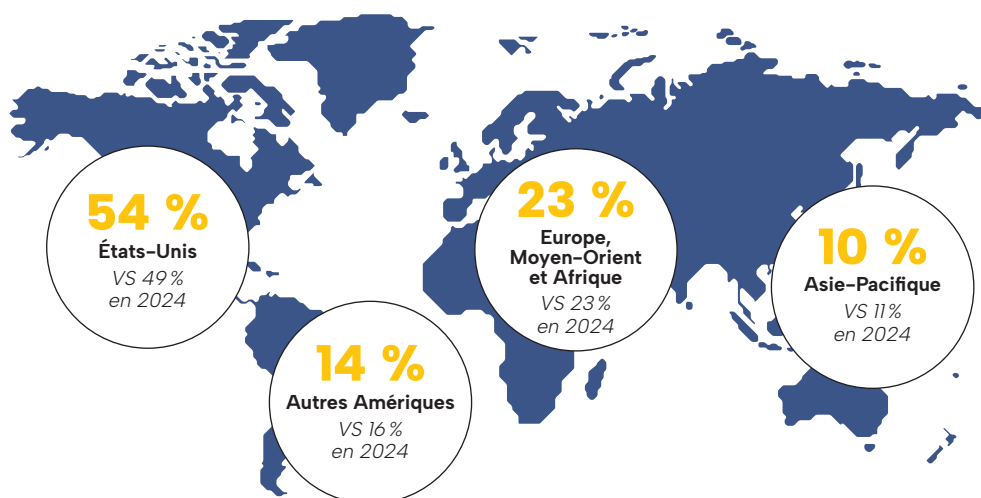 54 %
États-Unis
VS 49 %
en 2024
14 %
Autres Amériques
VS 16 %
en 2024
23 %
Europe,
Moyen-Orient
et Afrique
VS 23 %
en 2024
10 %
Asie-Pacifique
VS 11 %
en 2024